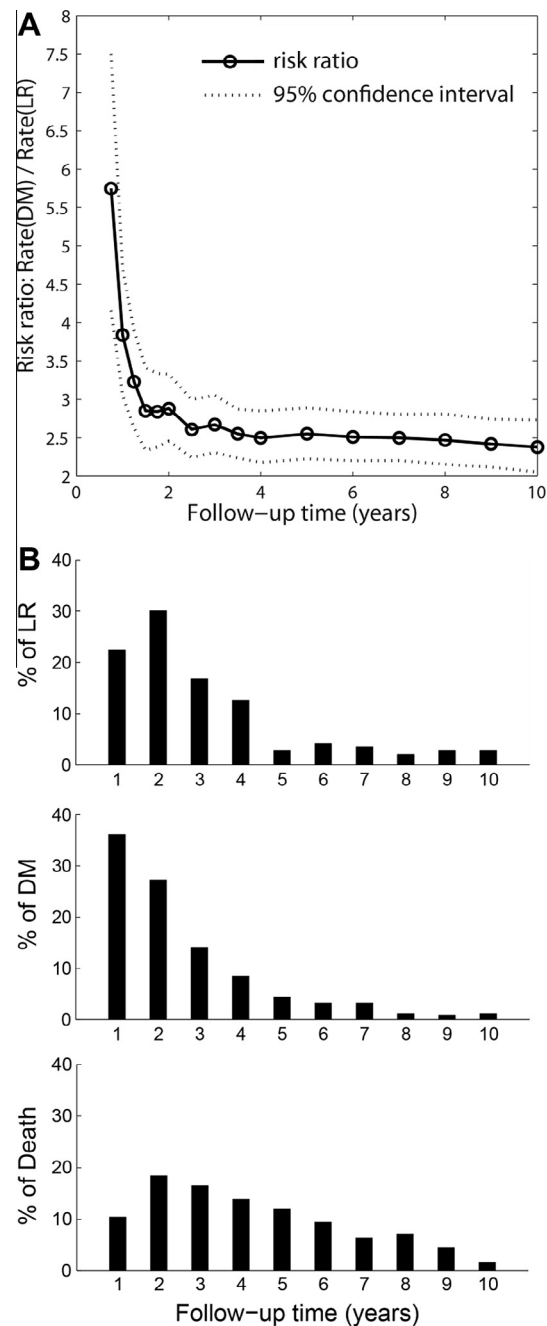 A
8
7.5
7
6.5
6
5.5
5
4.5
4
3.5
3
2.5
2
Risk ratio: Rate(DM) / Rate(LR)
risk ratio
95% confidence interval
0 2 4 6 8 10
Follow−up time (years)
B
40
30
20
10
0
% of LR
1 2 3 4 5 6 7 8 9 10
40
30
20
10
0
% of DM
1 2 3 4 5 6 7 8 9 10
40
30
20
10
0
% of Death
1 2 3 4 5 6 7 8 9 10
Follow−up time (years)